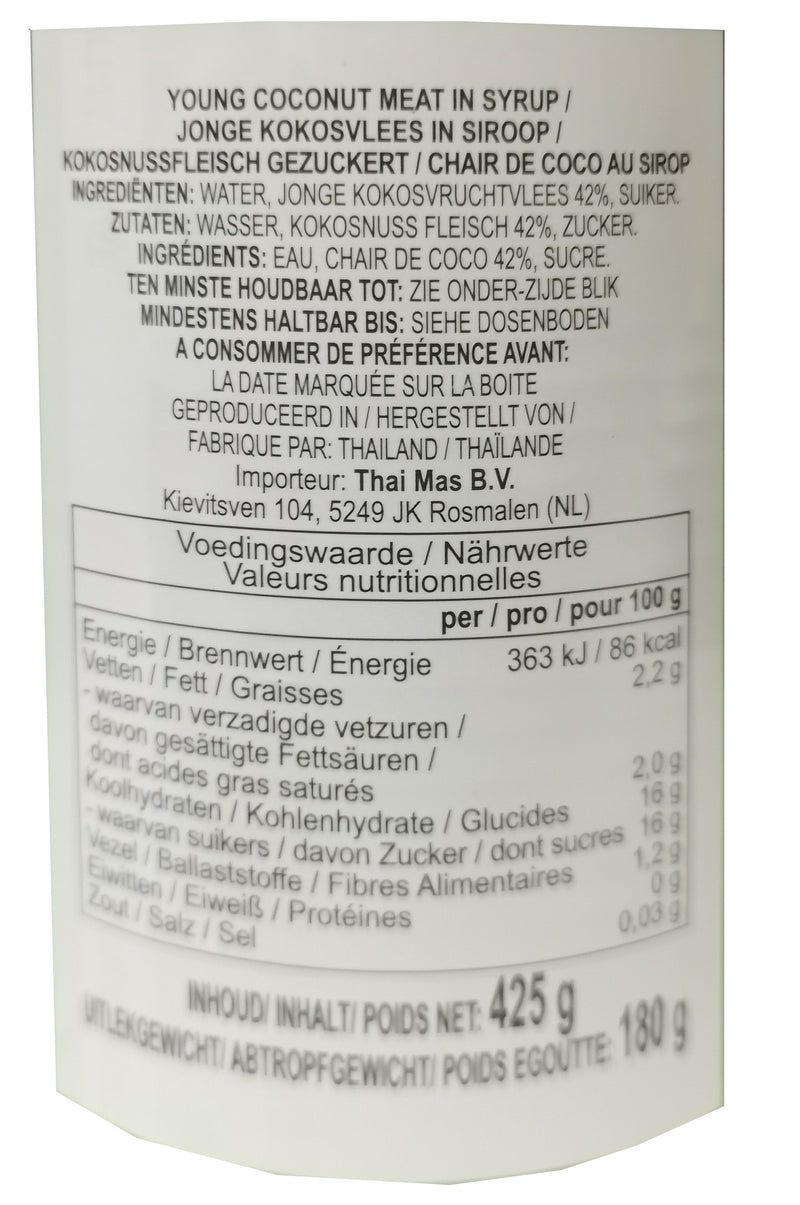 YOUNG COCONUT MEAT IN SYRUP /
JONGE KOKOSVLEES IN SIROOP /
KOKOSNUSSFLEISCH GEZUCKERT / CHAIR DE COCO AU SIROP
INGREDIËNTEN: WATER, JONGE KOKOSVRUCHTVLEES 42%, SUIKER.
ZUTATEN: WASSER, KOKOSNUSS FLEISCH 42%, ZUCKER.
INGRÉDIENTS: EAU, CHAIR DE COCO 42%, SUCRE.
TEN MINSTE HOUDBAAR TOT: ZIE ONDER-ZIJDE BLIK
MINDESTENS HALTBAR BIS: SIEHE DOSENBODEN
A CONSOMMER DE PRÉFÉRENCE AVANT:
LA DATE MARQUÉE SUR LA BOITE
GEPRODUCEERD IN / HERGESTELLT VON /
FABRIQUE PAR: THAILAND / THAÏLANDE
Importeur: Thai Mas B.V.
Kievitsven 104, 5249 JK Rosmalen (NL)
Voedingswaarde / Nährwerte
Valeurs nutritionnelles
per / pro / pour 100 g
Energie / Brennwert / Énergie 363 kJ / 86 kcal
Vetten / Fett / Graisses 2,2 g
- waarvan verzadigde vetzuren /
davon gesättigte Fettsäuren /
dont acides gras saturés 2,0 g
Koolhydraten / Kohlenhydrate / Glucides 16 g
- waarvan suikers / davon Zucker / dont sucres 16 g
Vezel / Ballaststoffe / Fibres Alimentaires 1,2 g
Eiwitten / Eiweiß / Protéines 0 g
Zout / Salz / Sel 0,03 g
INHOUD/ INHALT/ POIDS NET: 425 g
UITLEKGEWICHT/ ABTROPFGEWICHT/ POIDS EGOUTTE: 180 g